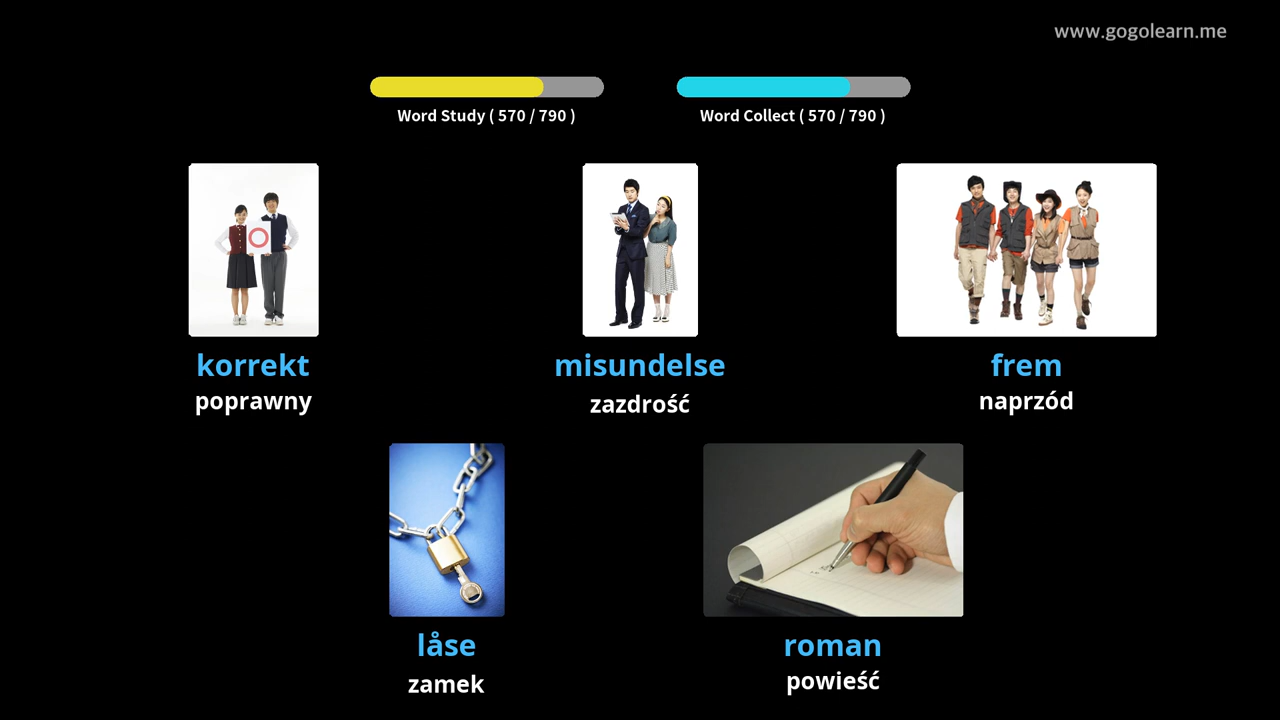 www.gogolearn.me
Word Study ( 570 / 790 )
Word Collect ( 570 / 790 )
korrekt
poprawny
misundelse
zazdrość
frem
naprzód
låse
zamek
roman
powieść